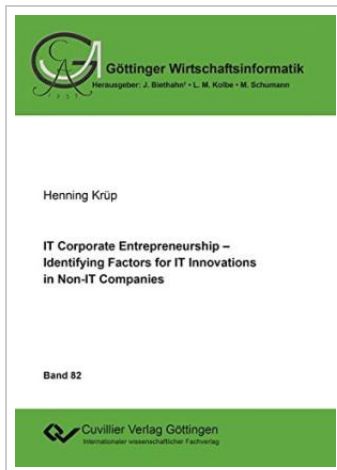 Göttinger Wirtschaftsinformatik
Herausgeber: J. Biethahn† • L. M. Kolbe • M. Schumann
Henning Krüp
IT Corporate Entrepreneurship –
Identifying Factors for IT Innovations
in Non-IT Companies
Band 82
Cuvillier Verlag Göttingen
Internationaler wissenschaftlicher Fachverlag